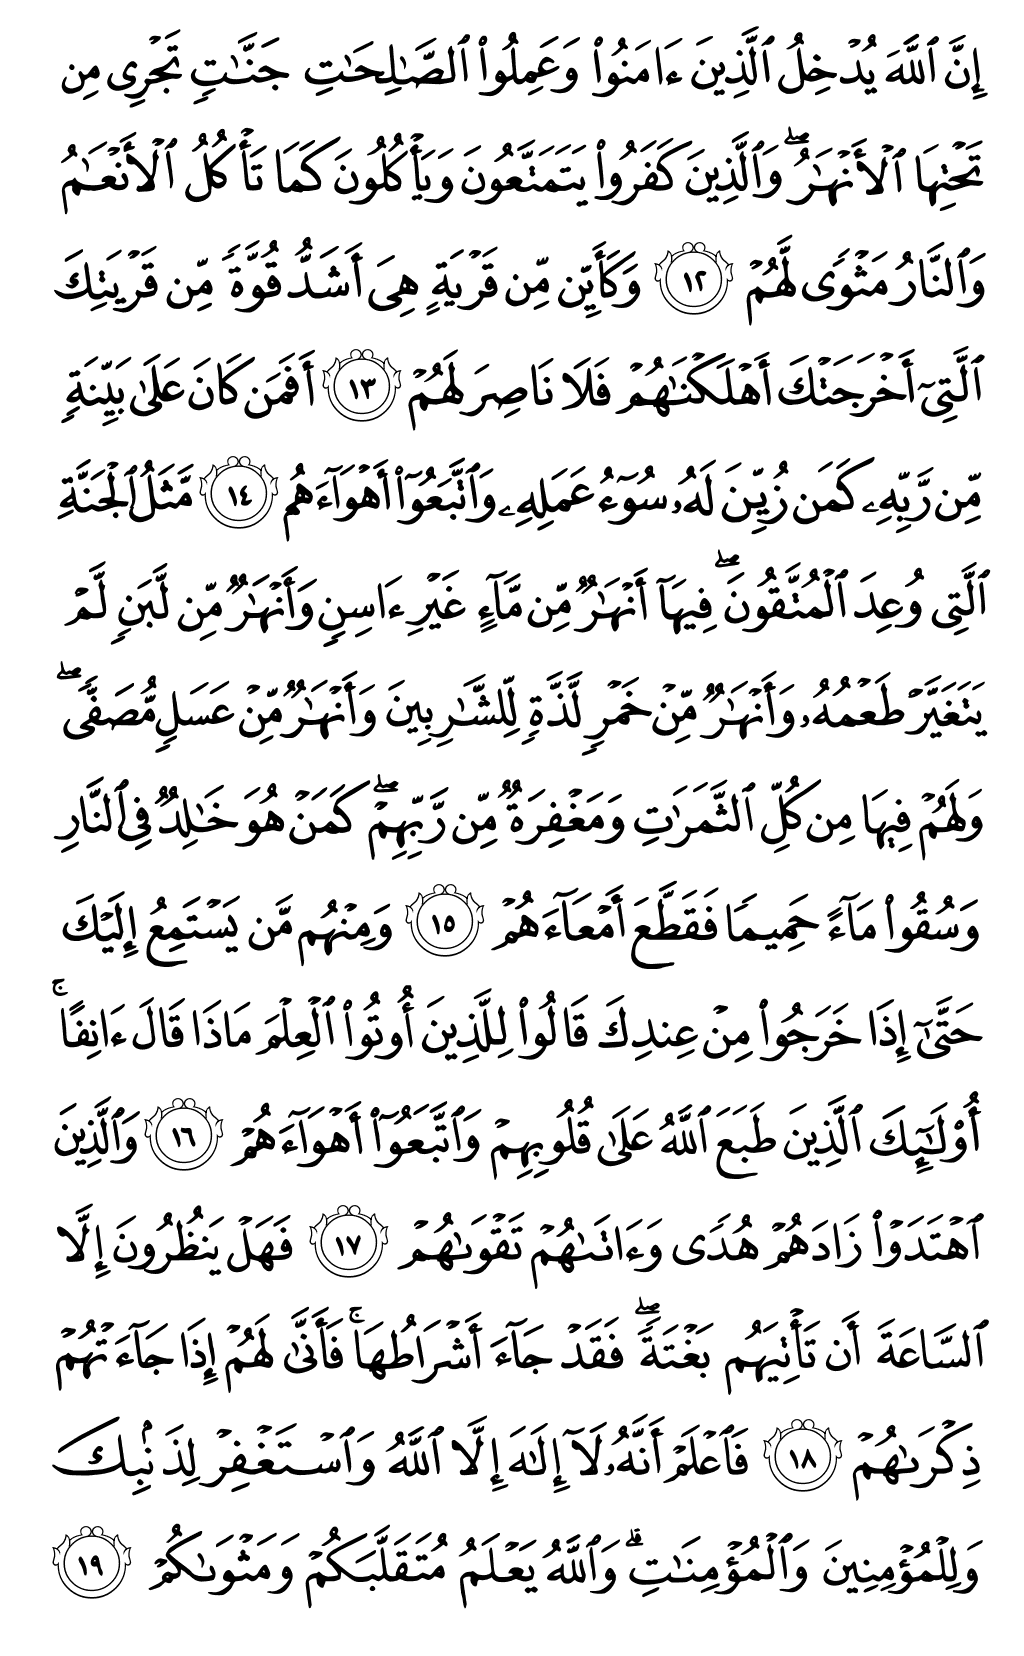 إِنَّ ٱللَّهَ يُدۡخِلُ ٱلَّذِينَ ءَامَنُواْ وَعَمِلُواْ ٱلصَّٰلِحَٰتِ جَنَّٰتٖ تَجۡرِي مِن
تَحۡتِهَا ٱلۡأَنۡهَٰرُۖ وَٱلَّذِينَ كَفَرُواْ يَتَمَتَّعُونَ وَيَأۡكُلُونَ كَمَا تَأۡكُلُ ٱلۡأَنۡعَٰمُ
وَٱلنَّارُ مَثۡوٗى لَّهُمۡ ١٢ وَكَأَيِّن مِّن قَرۡيَةٍ هِيَ أَشَدُّ قُوَّةٗ مِّن قَرۡيَتِكَ
ٱلَّتِيٓ أَخۡرَجَتۡكَ أَهۡلَكۡنَٰهُمۡ فَلَا نَاصِرَ لَهُمۡ ١٣ أَفَمَن كَانَ عَلَىٰ بَيِّنَةٖ
مِّن رَّبِّهِۦ كَمَن زُيِّنَ لَهُۥ سُوٓءُ عَمَلِهِۦ وَٱتَّبَعُوٓاْ أَهۡوَآءَهُم ١٤ مَّثَلُ ٱلۡجَنَّةِ
ٱلَّتِي وُعِدَ ٱلۡمُتَّقُونَۖ فِيهَآ أَنۡهَٰرٞ مِّن مَّآءٍ غَيۡرِ ءَاسِنٖ وَأَنۡهَٰرٞ مِّن لَّبَنٖ لَّمۡ
يَتَغَيَّرۡ طَعۡمُهُۥ وَأَنۡهَٰرٞ مِّنۡ خَمۡرٖ لَّذَّةٖ لِّلشَّٰرِبِينَ وَأَنۡهَٰرٞ مِّنۡ عَسَلٖ مُّصَفّٗىۖ
وَلَهُمۡ فِيهَا مِن كُلِّ ٱلثَّمَرَٰتِ وَمَغۡفِرَةٞ مِّن رَّبِّهِمۡۖ كَمَنۡ هُوَ خَٰلِدٞ فِي ٱلنَّارِ
وَسُقُواْ مَآءً حَمِيمٗا فَقَطَّعَ أَمۡعَآءَهُمۡ ١٥ وَمِنۡهُم مَّن يَسۡتَمِعُ إِلَيۡكَ
حَتَّىٰٓ إِذَا خَرَجُواْ مِنۡ عِندِكَ قَالُواْ لِلَّذِينَ أُوتُواْ ٱلۡعِلۡمَ مَاذَا قَالَ ءَانِفًاۚ
أُوْلَٰٓئِكَ ٱلَّذِينَ طَبَعَ ٱللَّهُ عَلَىٰ قُلُوبِهِمۡ وَٱتَّبَعُوٓاْ أَهۡوَآءَهُمۡ ١٦ وَٱلَّذِينَ
ٱهۡتَدَوۡاْ زَادَهُمۡ هُدٗى وَءَاتَىٰهُمۡ تَقۡوَىٰهُمۡ ١٧ فَهَلۡ يَنظُرُونَ إِلَّا
ٱلسَّاعَةَ أَن تَأۡتِيَهُم بَغۡتَةٗۖ فَقَدۡ جَآءَ أَشۡرَاطُهَاۚ فَأَنَّىٰ لَهُمۡ إِذَا جَآءَتۡهُمۡ
ذِكۡرَىٰهُمۡ ١٨ فَٱعۡلَمۡ أَنَّهُۥ لَآ إِلَٰهَ إِلَّا ٱللَّهُ وَٱسۡتَغۡفِرۡ لِذَنۢبِكَ
وَلِلۡمُؤۡمِنِينَ وَٱلۡمُؤۡمِنَٰتِۗ وَٱللَّهُ يَعۡلَمُ مُتَقَلَّبَكُمۡ وَمَثۡوَىٰكُمۡ ١٩